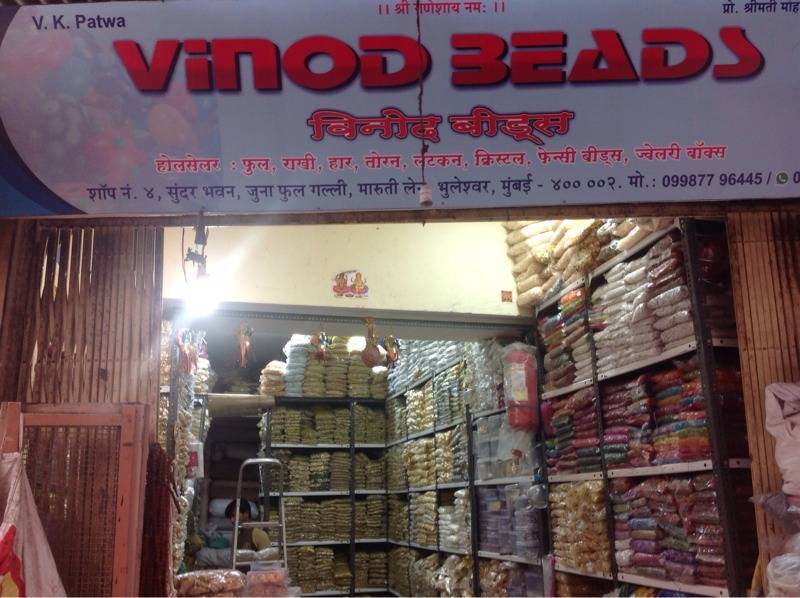 ।। श्री गणेशाय नमः ।।
V. K. Patwa
प्रो. श्रीमती मोह
VINOD BEADS
विनोद बीड्स
होलसेलर : फुल, राखी, हार, तोरन, लटकन, क्रिस्टल, फेन्सी बीड्स, ज्वेलरी बॉक्स
शॉप नं. ४, सुंदर भवन, जुना फुल गल्ली, मारुती लेन, भुलेश्वर, मुंबई - ४०० ००२. मो.: 099877 96445 /